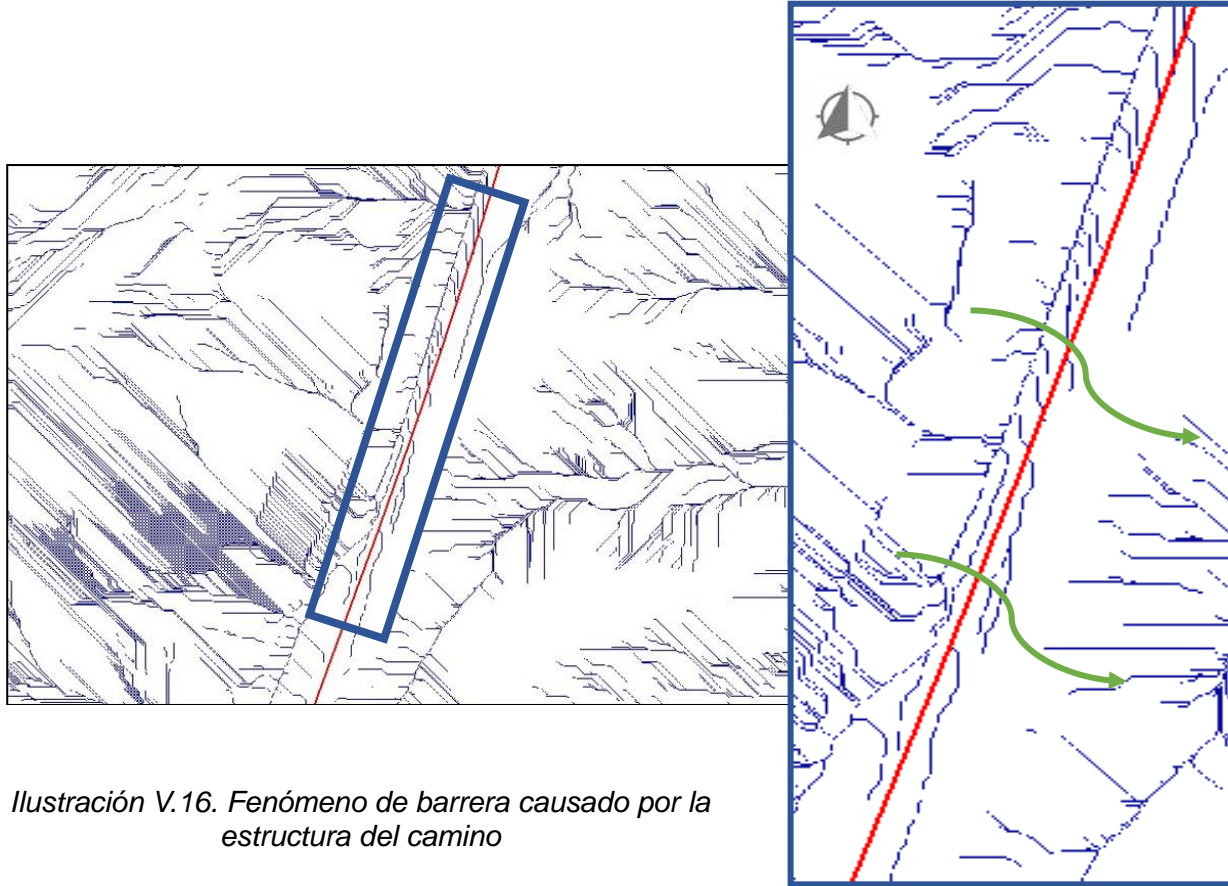 Ilustración V.16. Fenómeno de barrera causado por la
estructura del camino